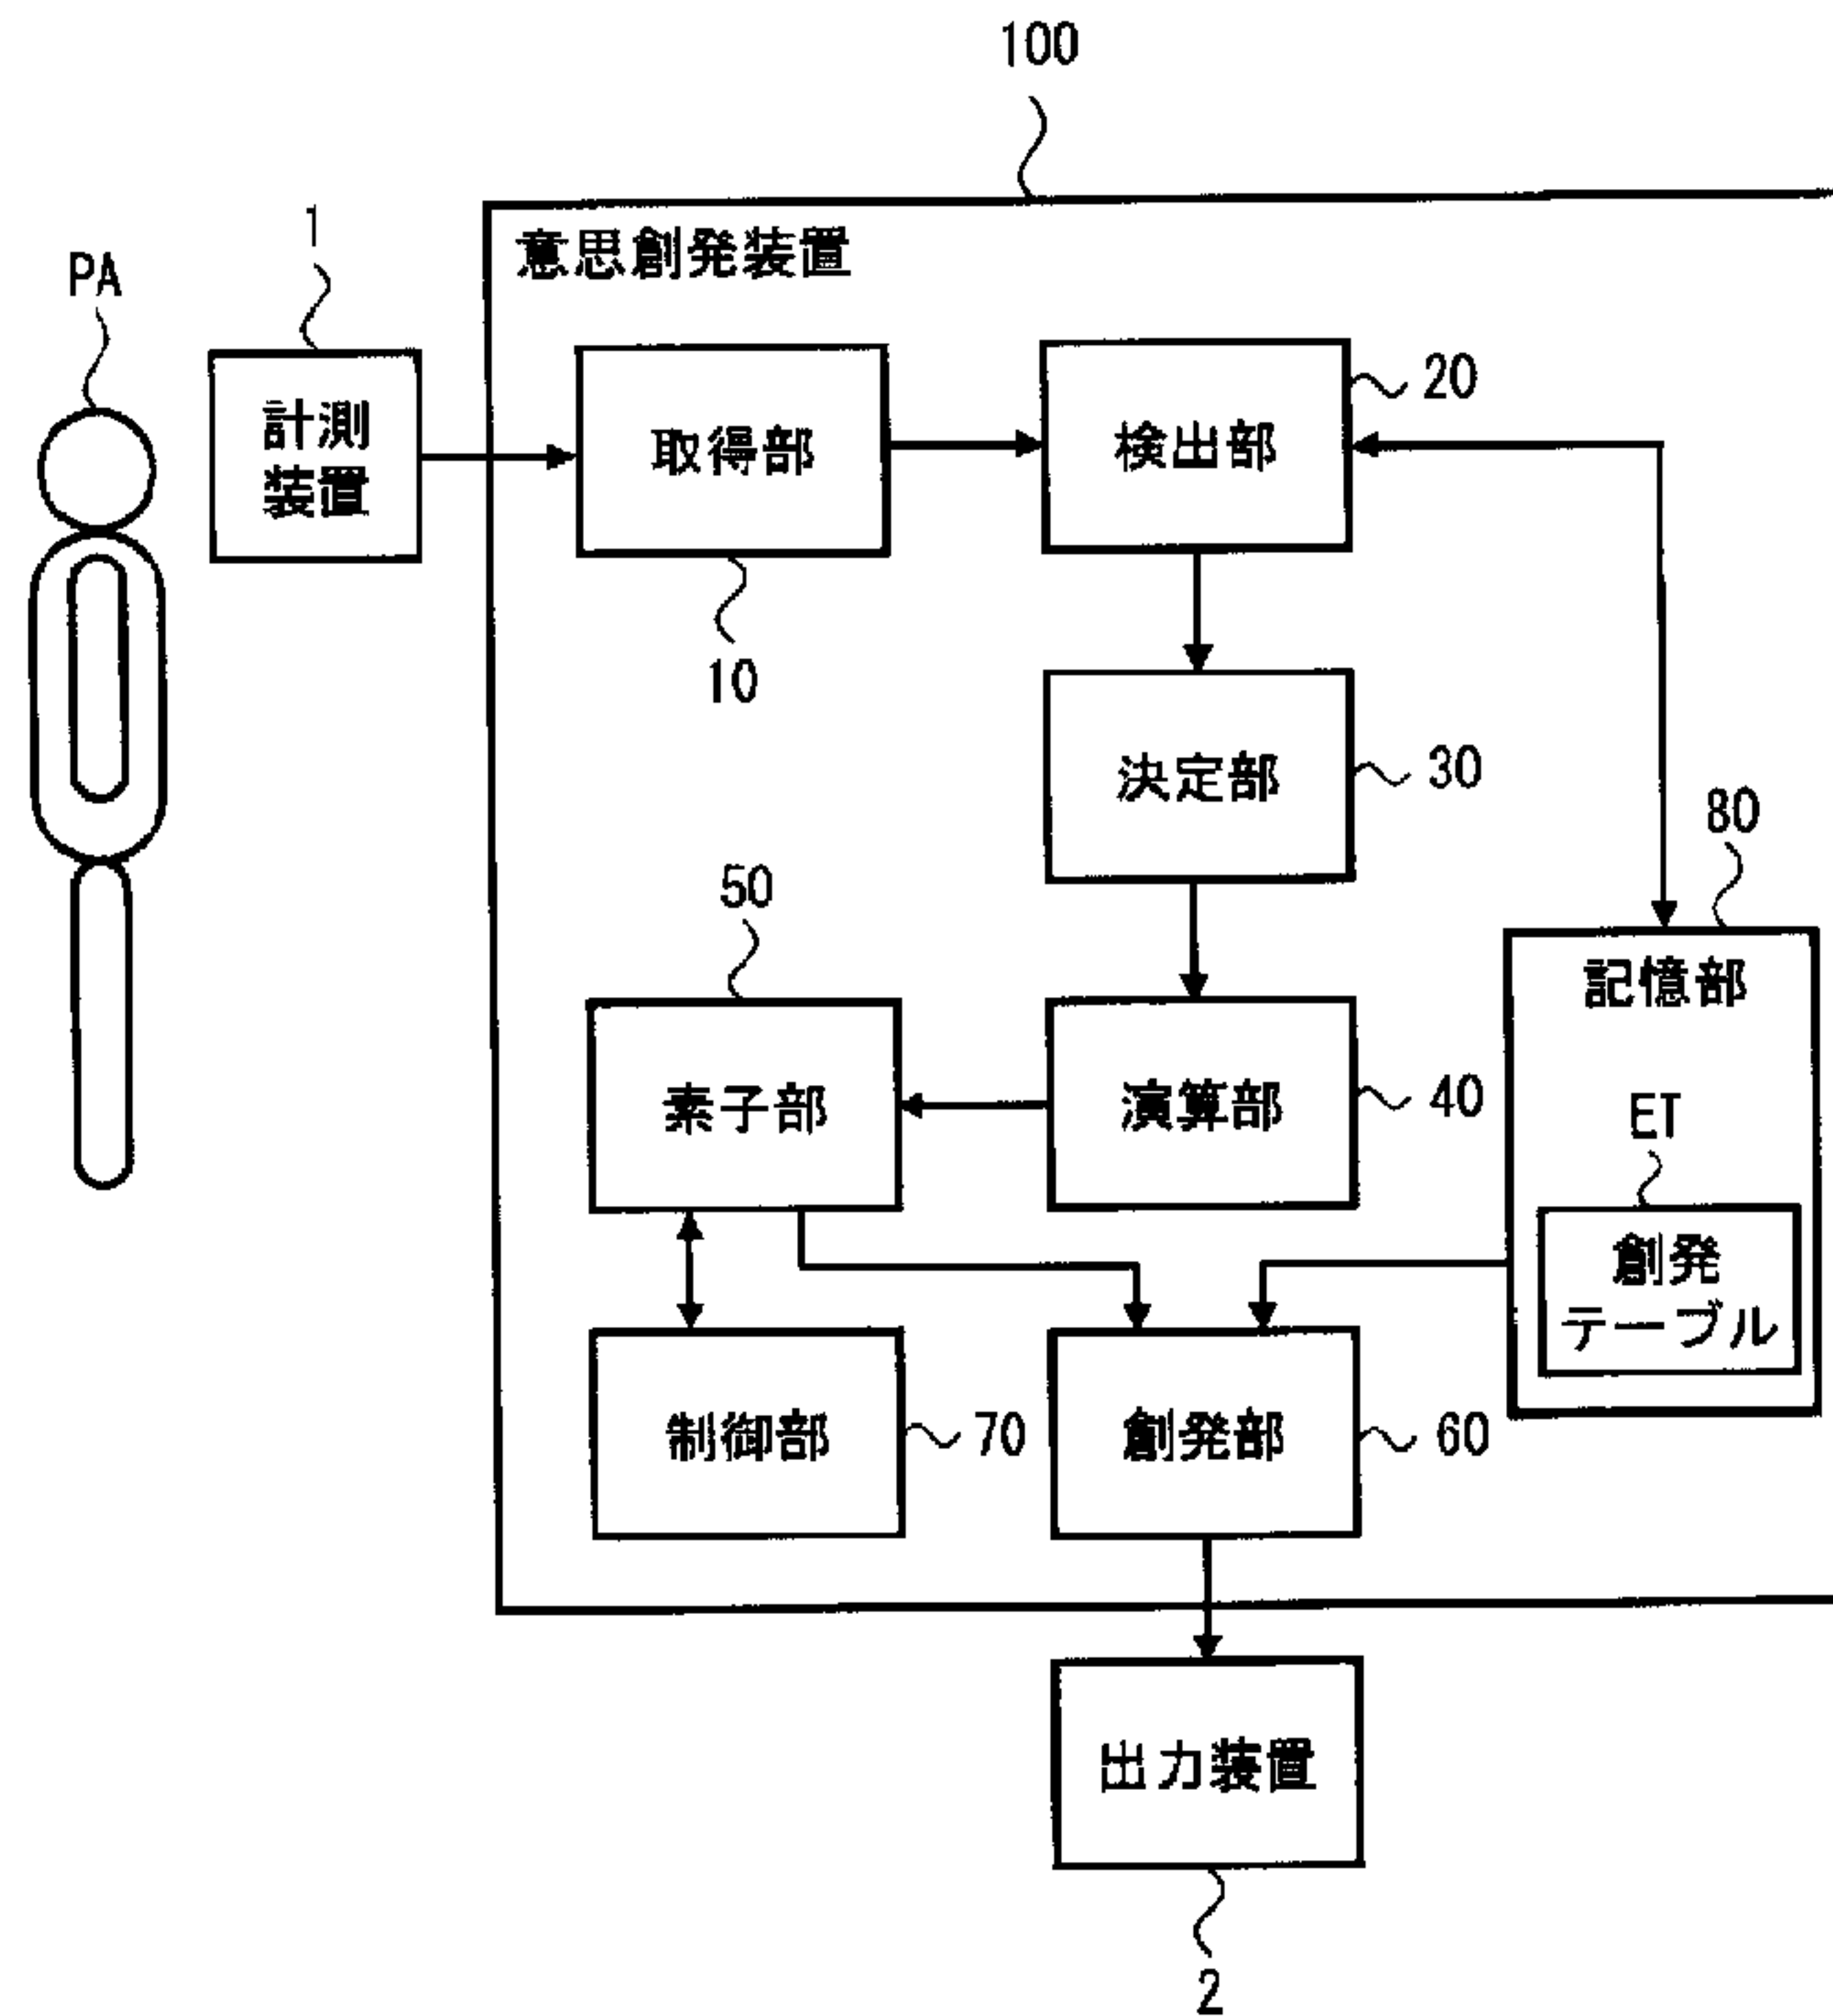 100
1
PA
意思創発装置
計測
装置
取得部
10
検出部
20
決定部
30
80
記憶部
50
素子部
演算部
40
ET
創発
テーブル
制御部
70
創発部
60
出力装置
2